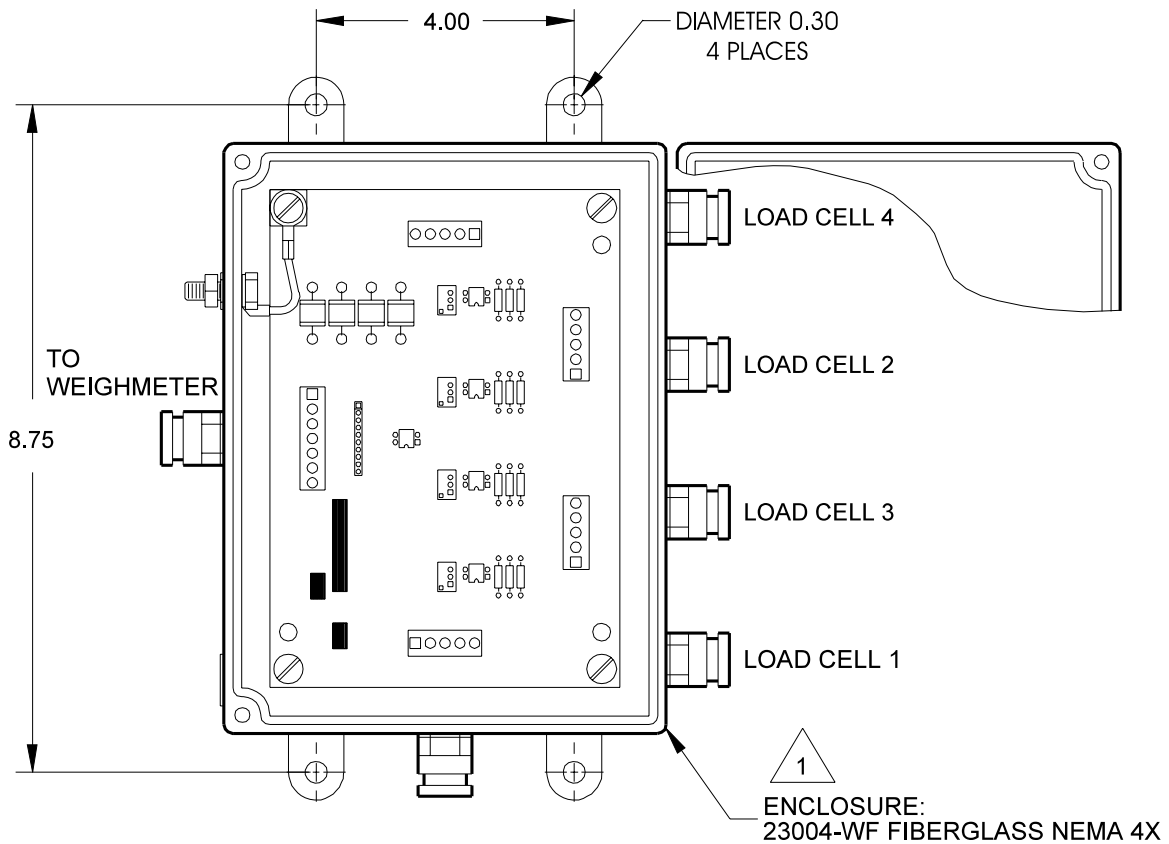 4.00
DIAMETER 0.30
4 PLACES
LOAD CELL 4
TO
WEIGHMETER
LOAD CELL 2
8.75
LOAD CELL 3
LOAD CELL 1
1
ENCLOSURE:
23004-WF FIBERGLASS NEMA 4X